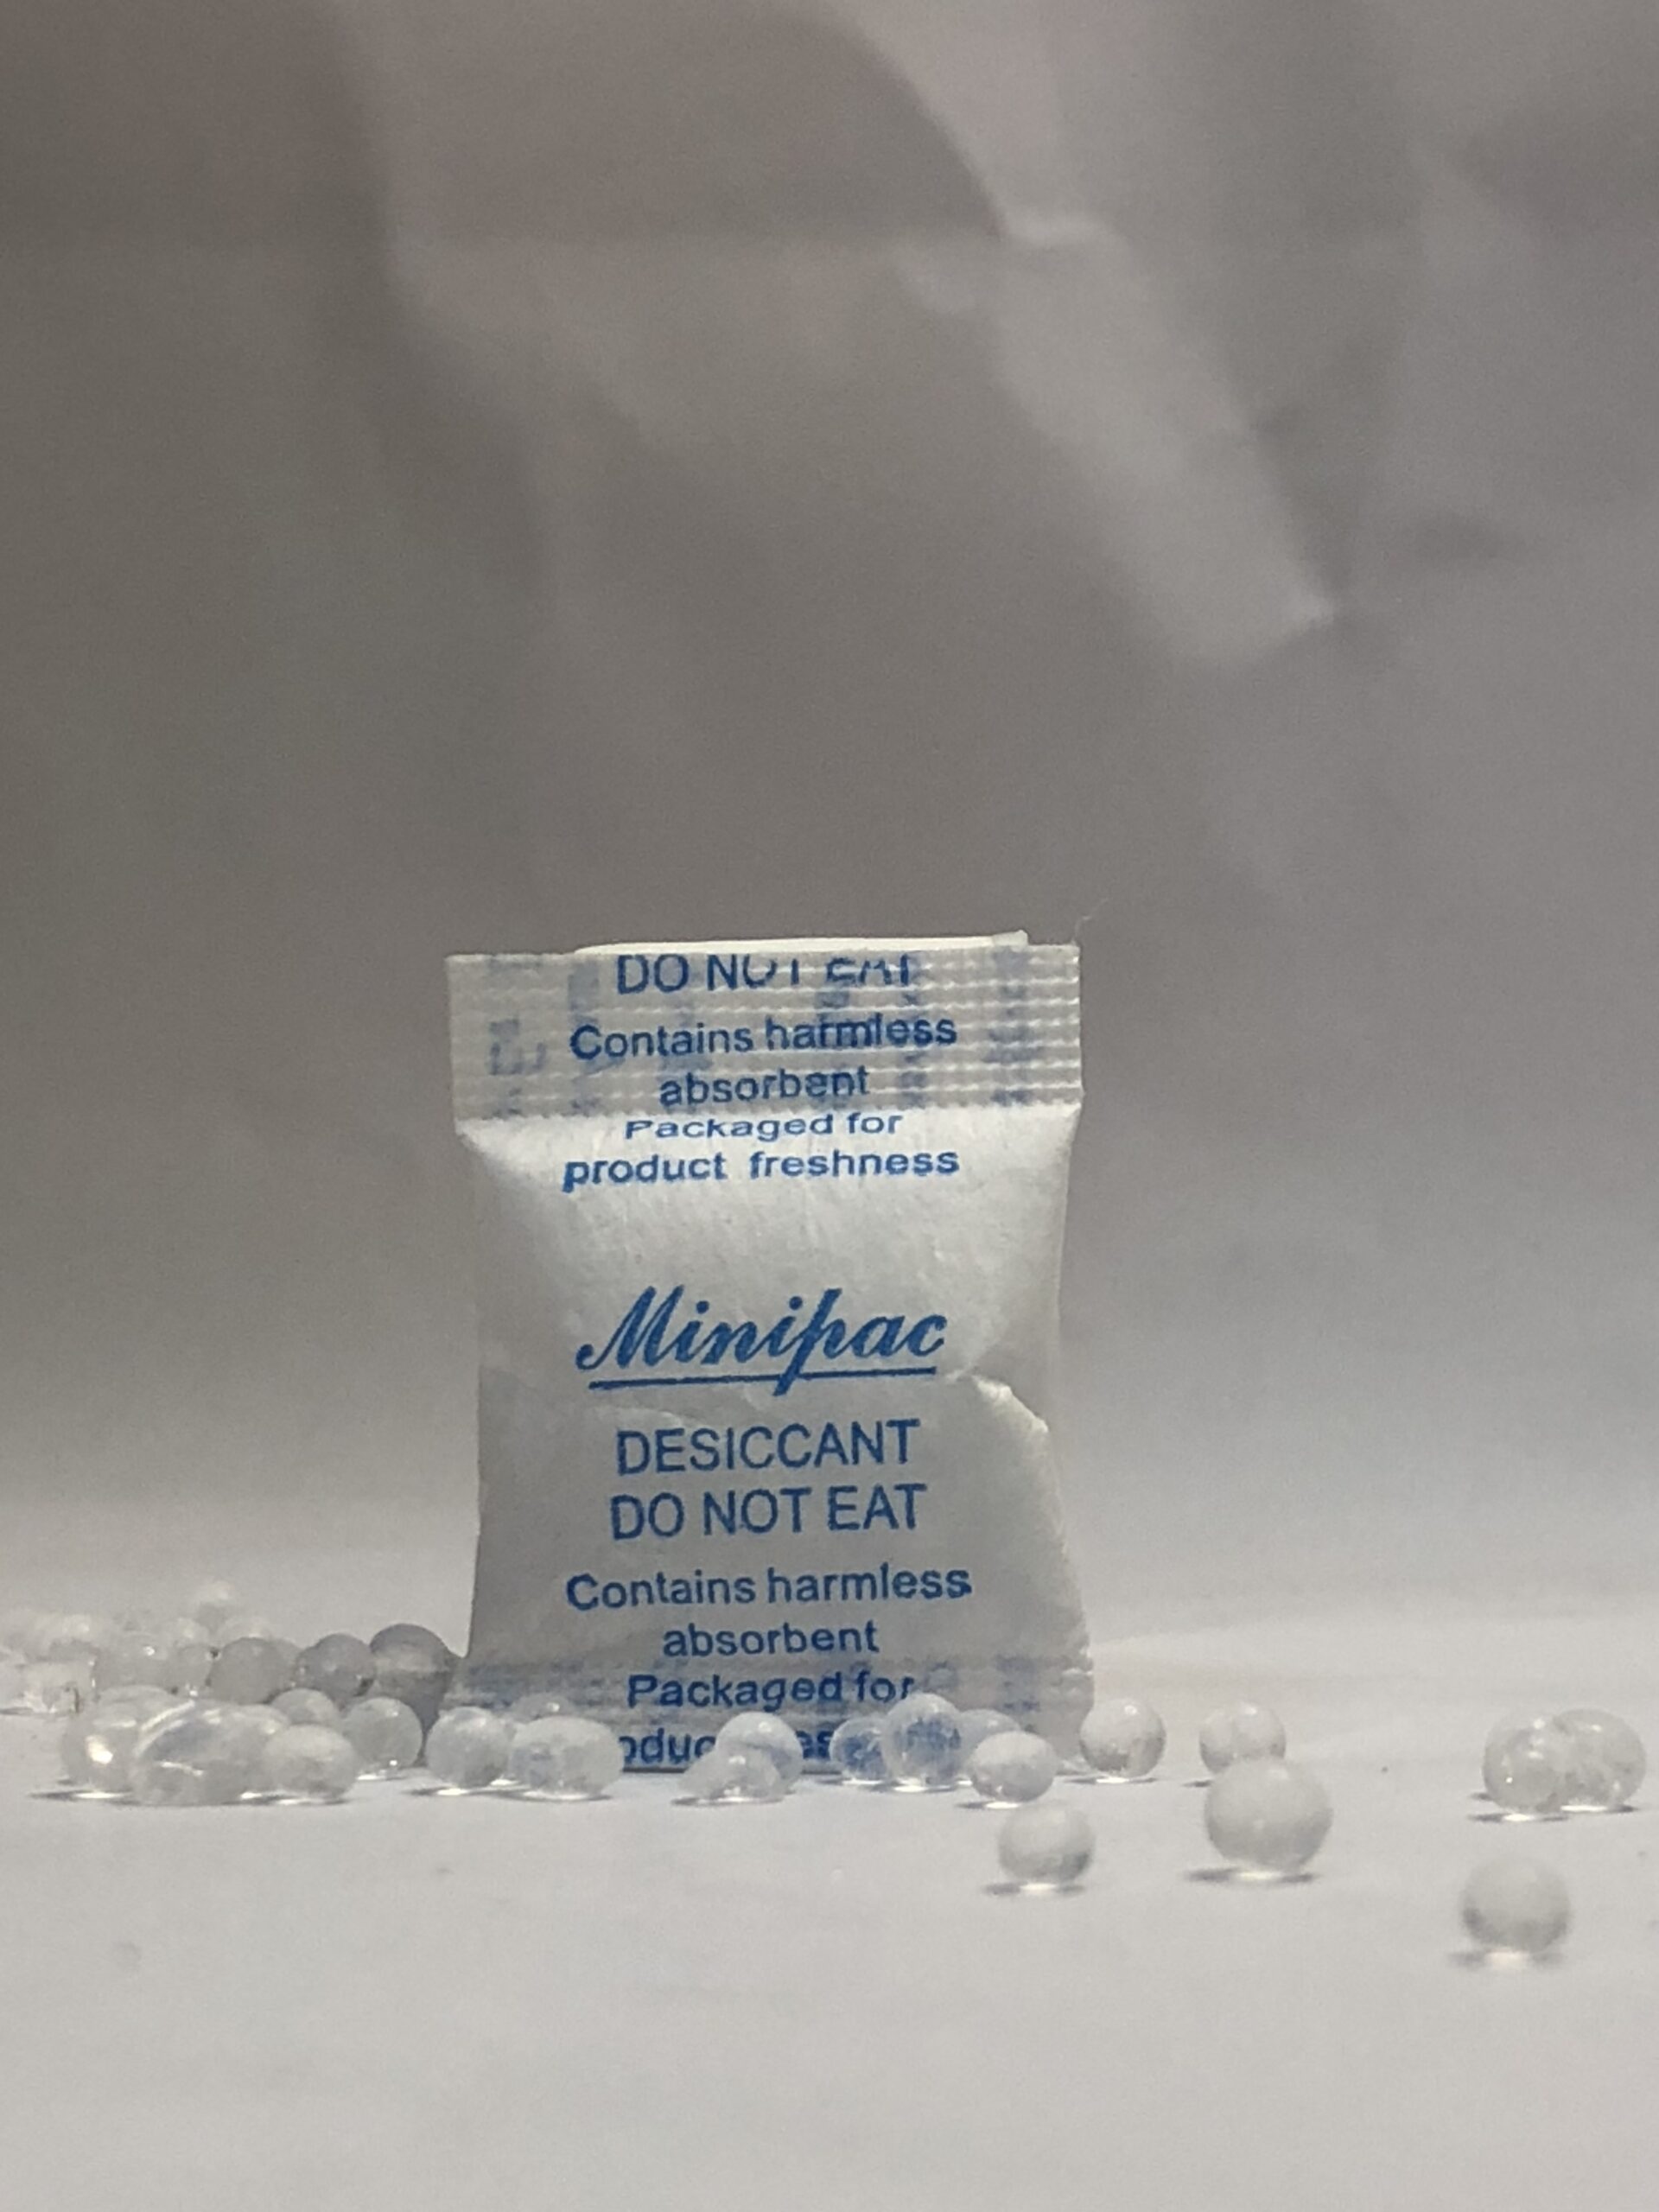 DO NOT EAT
Contains harmless
absorbent
Packaged for
product freshness
Minipac
DESICCANT
DO NOT EAT
Contains harmless
absorbent
Packaged for